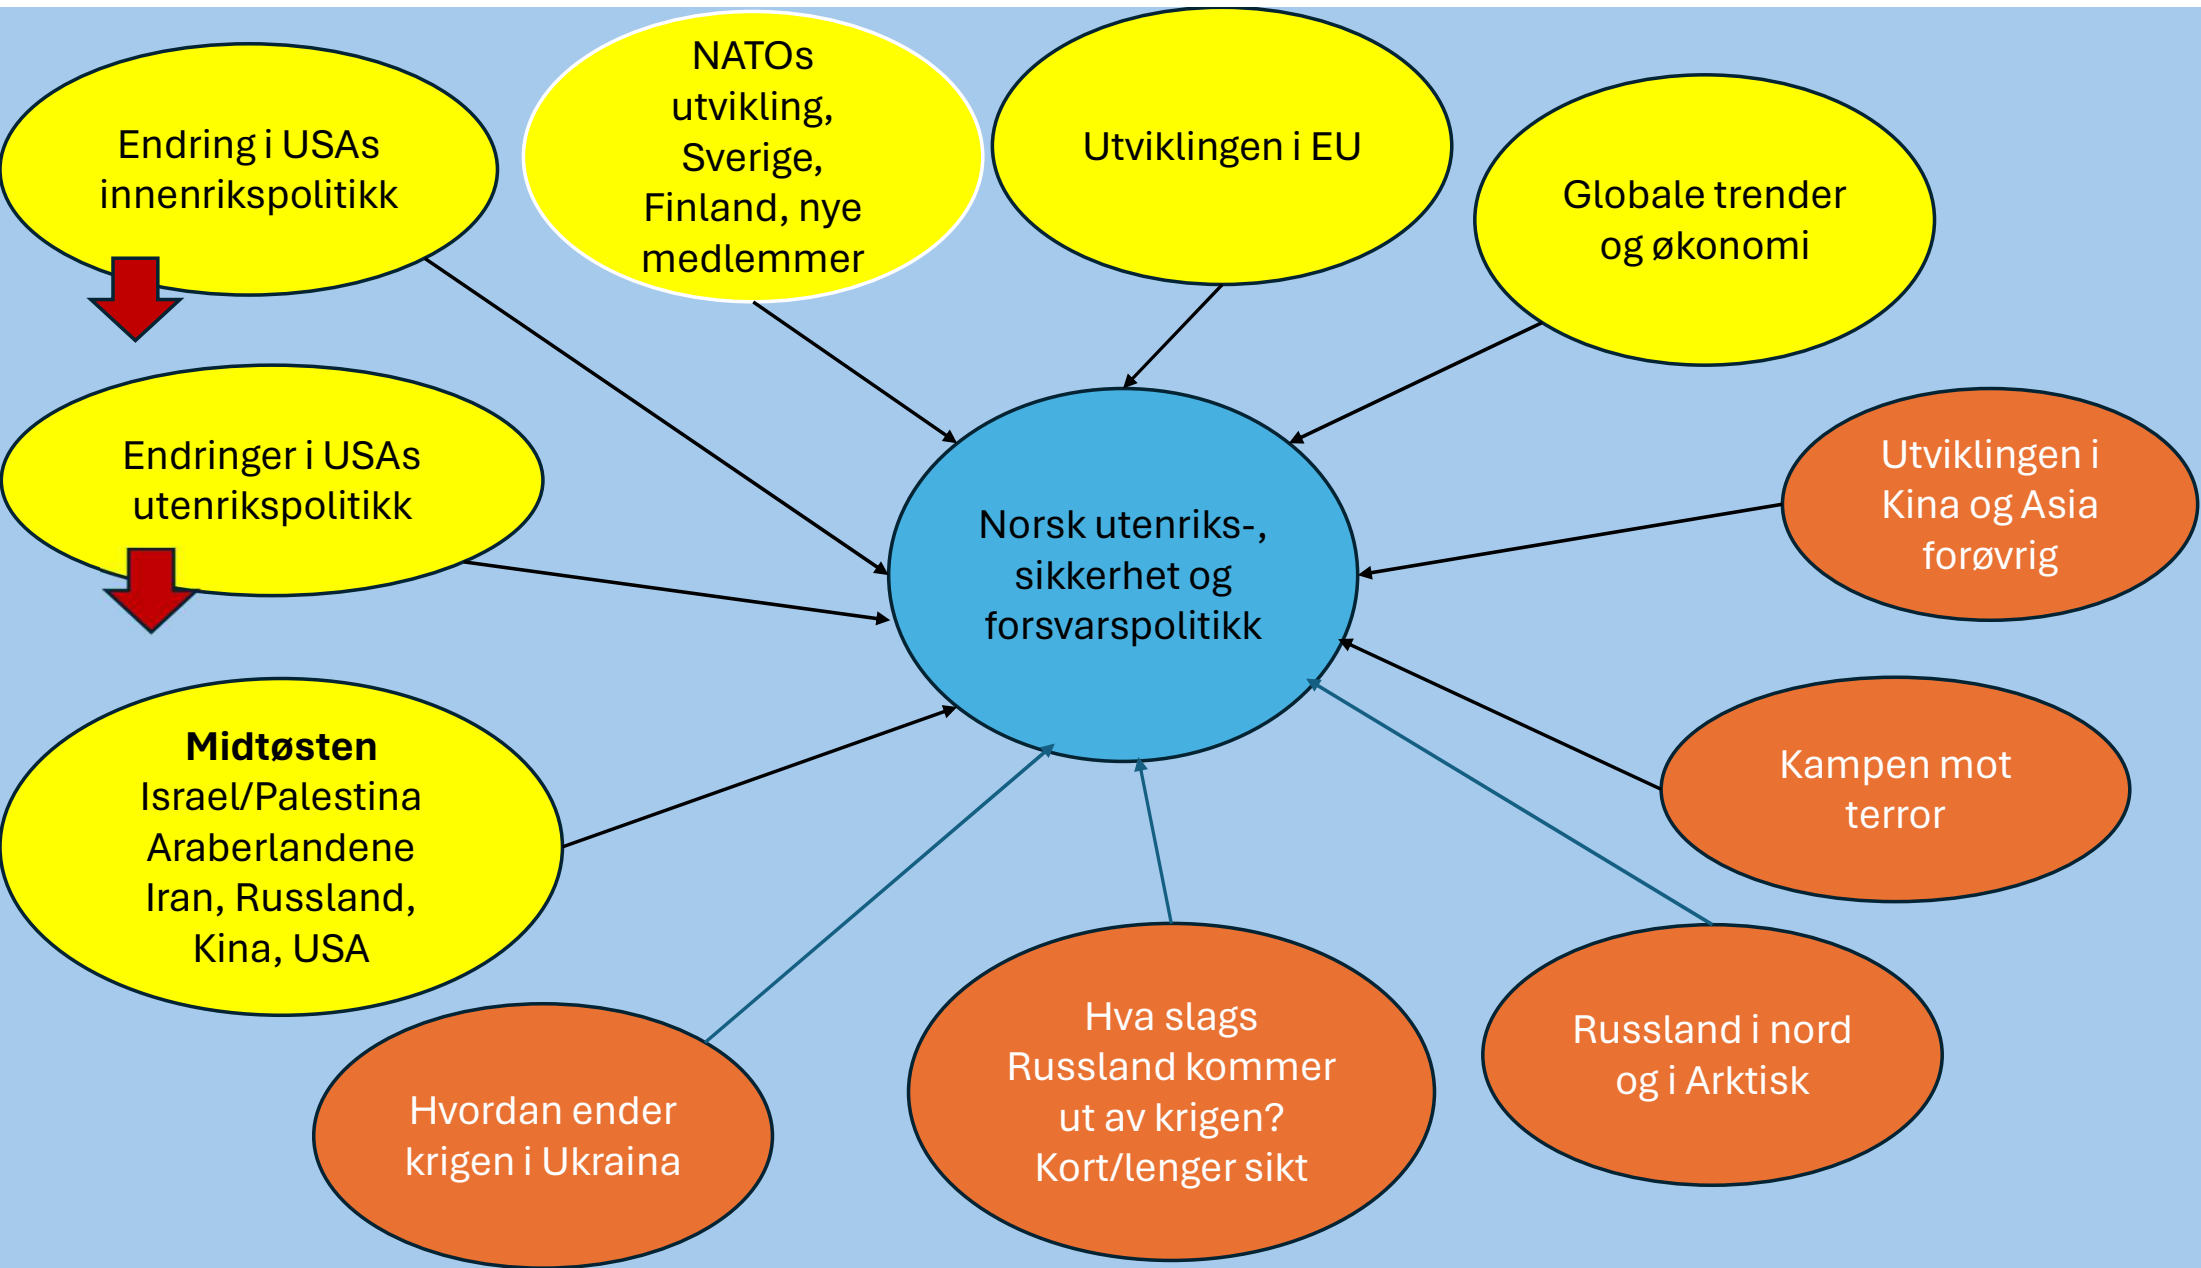 Endring i USAs
innenrikspolitikk
NATOs
utvikling,
Sverige,
Finland, nye
medlemmer
Utviklingen i EU
Globale trender
og økonomi
Endringer i USAs
utenrikspolitikk
Norsk utenriks-,
sikkerhet og
forsvarspolitikk
Utviklingen i
Kina og Asia
forøvrig
Midtøsten
Israel/Palestina
Araberlandene
Iran, Russland,
Kina, USA
Kampen mot
terror
Hvordan ender
krigen i Ukraina
Hva slags
Russland kommer
ut av krigen?
Kort/lenger sikt
Russland i nord
og i Arktisk